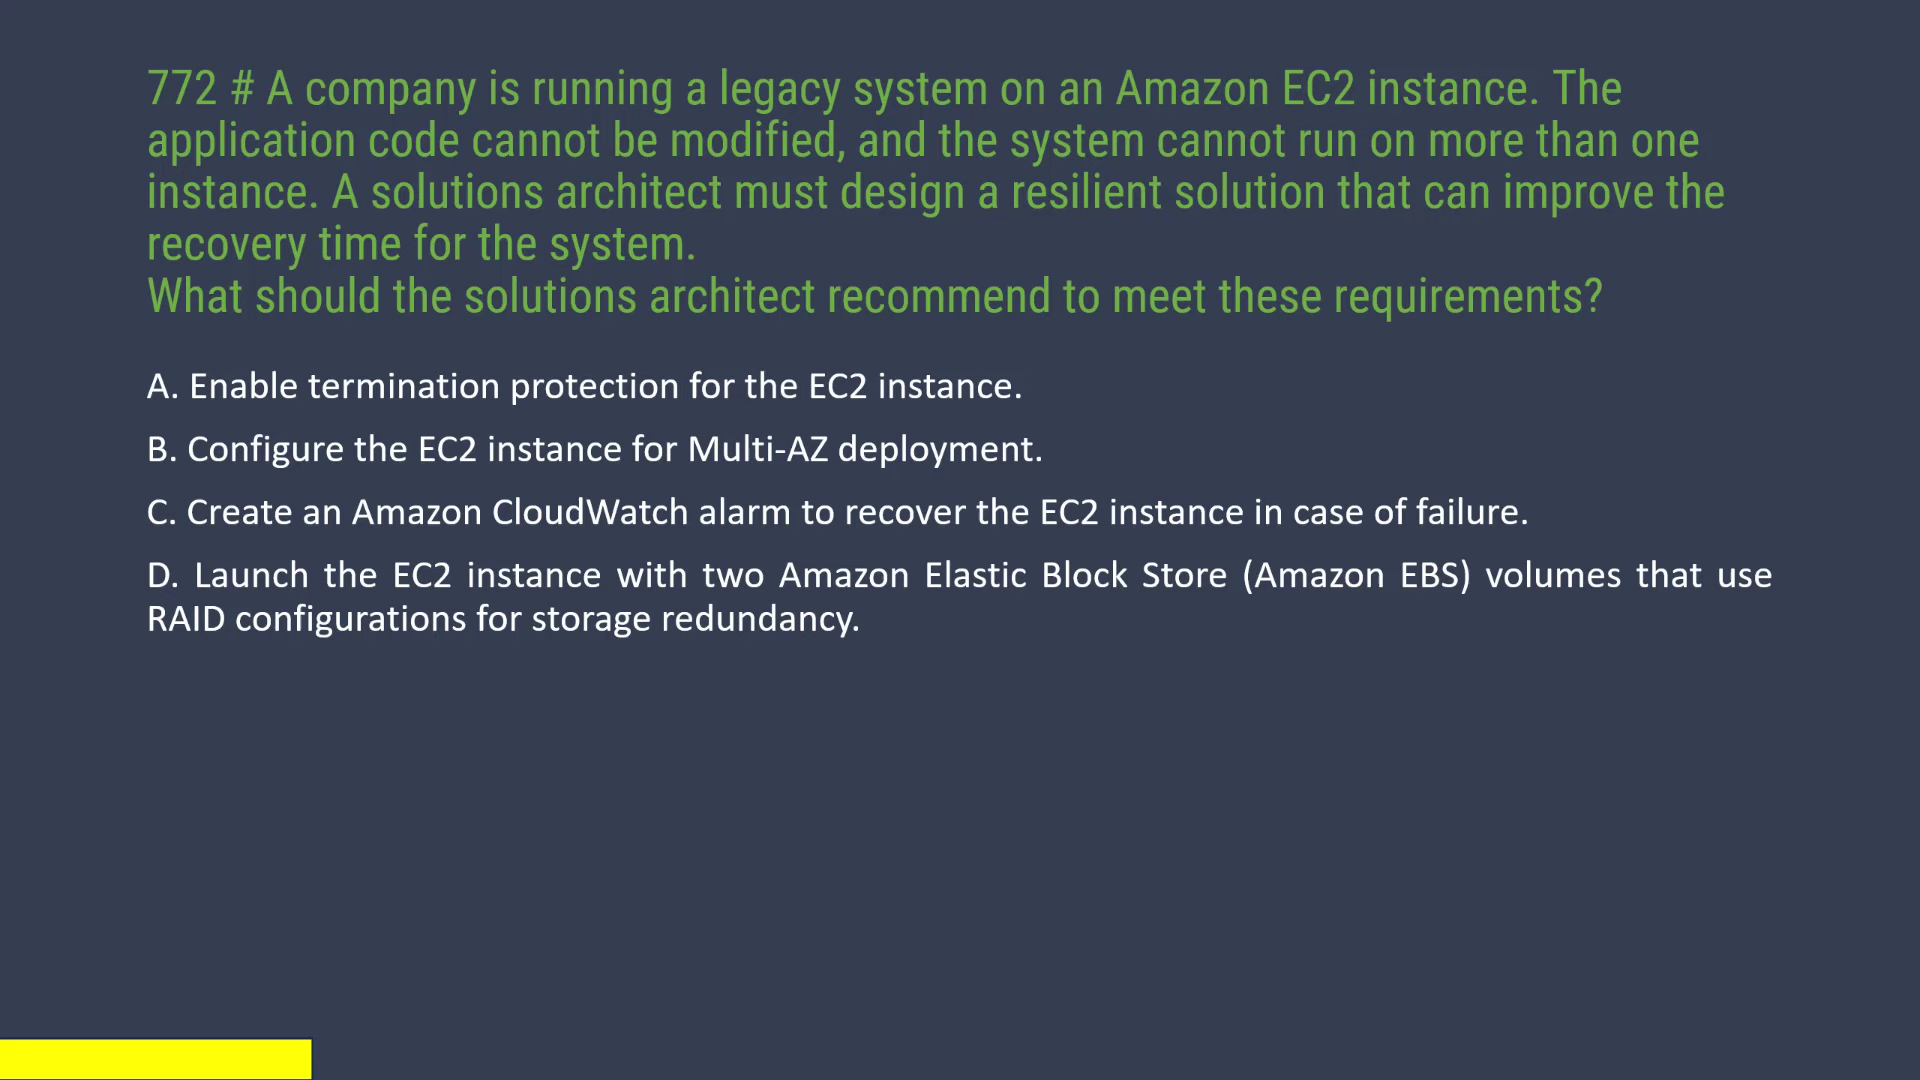 772 # A company is running a legacy system on an Amazon EC2 instance. The
application code cannot be modified, and the system cannot run on more than one
instance. A solutions architect must design a resilient solution that can improve the
recovery time for the system.
What should the solutions architect recommend to meet these requirements?
A. Enable termination protection for the EC2 instance.
B. Configure the EC2 instance for Multi-AZ deployment.
C. Create an Amazon CloudWatch alarm to recover the EC2 instance in case of failure.
D. Launch the EC2 instance with two Amazon Elastic Block Store (Amazon EBS) volumes that use
RAID configurations for storage redundancy.